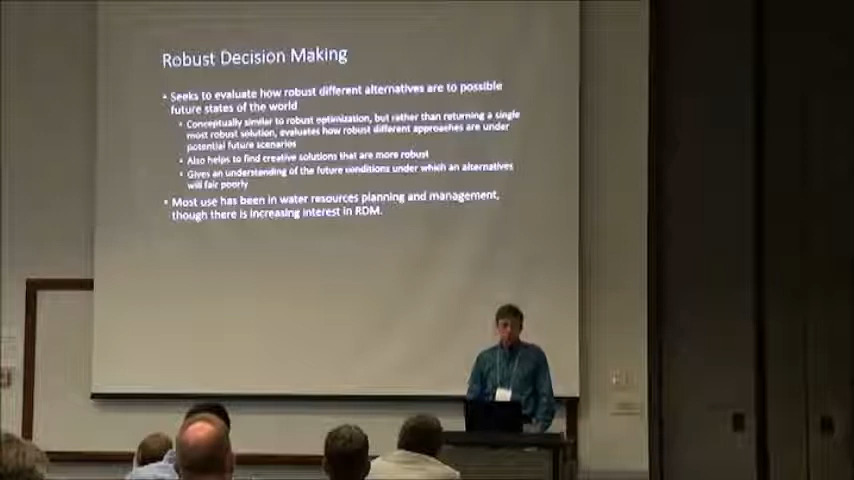 Robust Decision Making
• Seeks to evaluate how robust different alternatives are to possible
future states of the world
• Conceptually similar to robust optimization, but rather than returning a single
most robust solution, evaluates how robust different approaches are under
potential future scenarios
• Also helps to find creative solutions that are more robust
• Gives an understanding of the future conditions under which an alternatives
will fair poorly
• Most use has been in water resources planning and management,
though there is increasing interest in RDM.